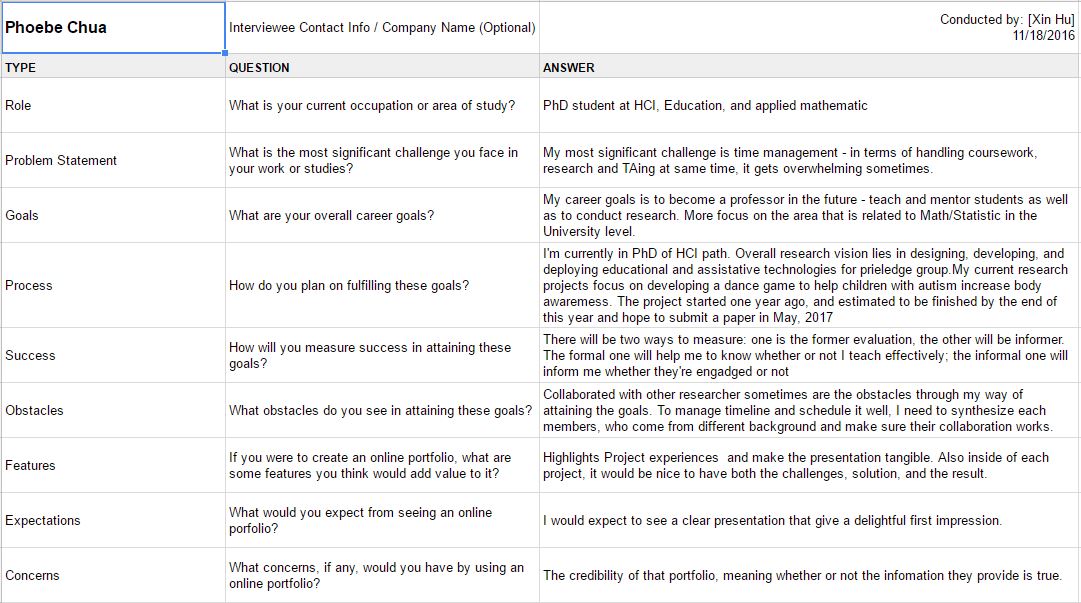 Phoebe Chua
Interviewee Contact Info / Company Name (Optional)
Conducted by: [Xin Hu]
11/18/2016
TYPE
QUESTION
ANSWER
Role
What is your current occupation or area of study?
PhD student at HCI, Education, and applied mathematic
Problem Statement
What is the most significant challenge you face in
your work or studies?
My most significant challenge is time management - in terms of handling coursework,
research and TAing at same time, it gets overwhelming sometimes.
Goals
What are your overall career goals?
My career goals is to become a professor in the future - teach and mentor students as well
as to conduct research. More focus on the area that is related to Math/Statistic in the
University level.
Process
How do you plan on fulfilling these goals?
I'm currently in PhD of HCI path. Overall research vision lies in designing, developing, and
deploying educational and assistative technologies for prieledge group.My current research
projects focus on developing a dance game to help children with autism increase body
awaremess. The project started one year ago, and estimated to be finished by the end of
this year and hope to submit a paper in May, 2017
Success
How will you measure success in attaining these
goals?
There will be two ways to measure: one is the former evaluation, the other will be informer.
The formal one will help me to know whether or not I teach effectively; the informal one will
inform me whether they're engadged or not
Obstacles
What obstacles do you see in attaining these goals?
Collaborated with other researcher sometimes are the obstacles through my way of
attaining the goals. To manage timeline and schedule it well, I need to synthesize each
members, who come from different background and make sure their collaboration works.
Features
If you were to create an online portfolio, what are
some features you think would add value to it?
Highlights Project experiences  and make the presentation tangible. Also inside of each
project, it would be nice to have both the challenges, solution, and the result.
Expectations
What would you expect from seeing an online
porfolio?
I would expect to see a clear presentation that give a delightful first impression.
Concerns
What concerns, if any, would you have by using an
online portfolio?
The credibility of that portfolio, meaning whether or not the infomation they provide is true.